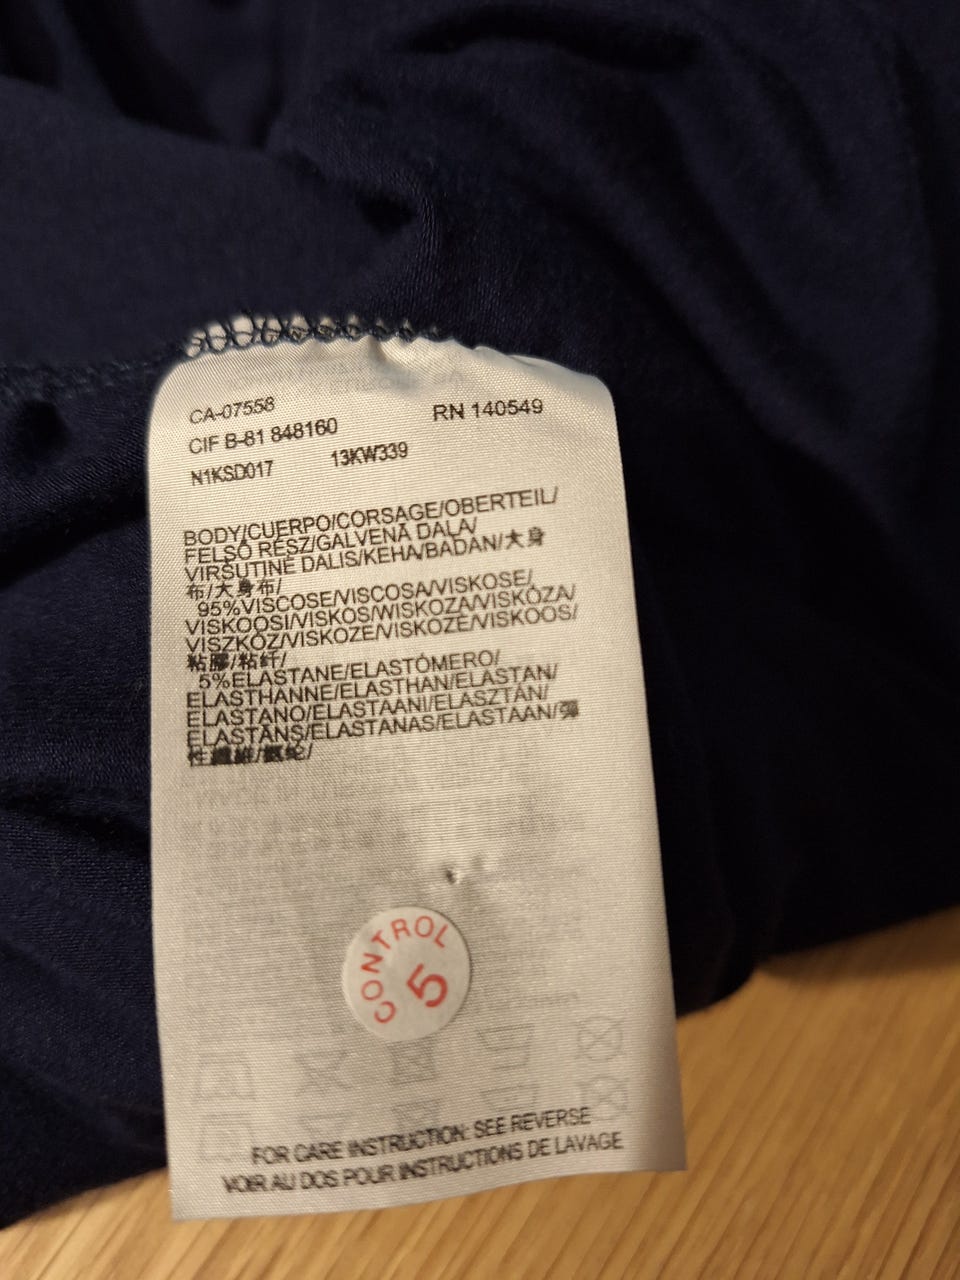 CA-07558
RN 140549
CIF B-81 848160
N1KSD017 13KW339
BODY/CUERPO/CORSAGE/OBERTEIL/
FELSŐ RÉSZ/GALVENĀ DAĻA/
VIRŠUTINĖ DALIS/KEHA/BADAN/大身
布/大身布/
95%VISCOSE/VISCOSA/VISKOSE/
VISKOOSI/VISKOS/WISKOZA/VISKÓZA/
VISZKÓZ/VISKOZE/VISKOZĖ/VISKOOS/
粘膠/粘纤/
5%ELASTANE/ELASTÓMERO/
ELASTHANNE/ELASTHAN/ELASTAN/
ELASTANO/ELASTAANI/ELASZTÁN/
ELASTĀNS/ELASTANAS/ELASTAAN/彈
性纖維/氨纶/
CONTROL
5
FOR CARE INSTRUCTION: SEE REVERSE
VOIR AU DOS POUR INSTRUCTIONS DE LAVAGE